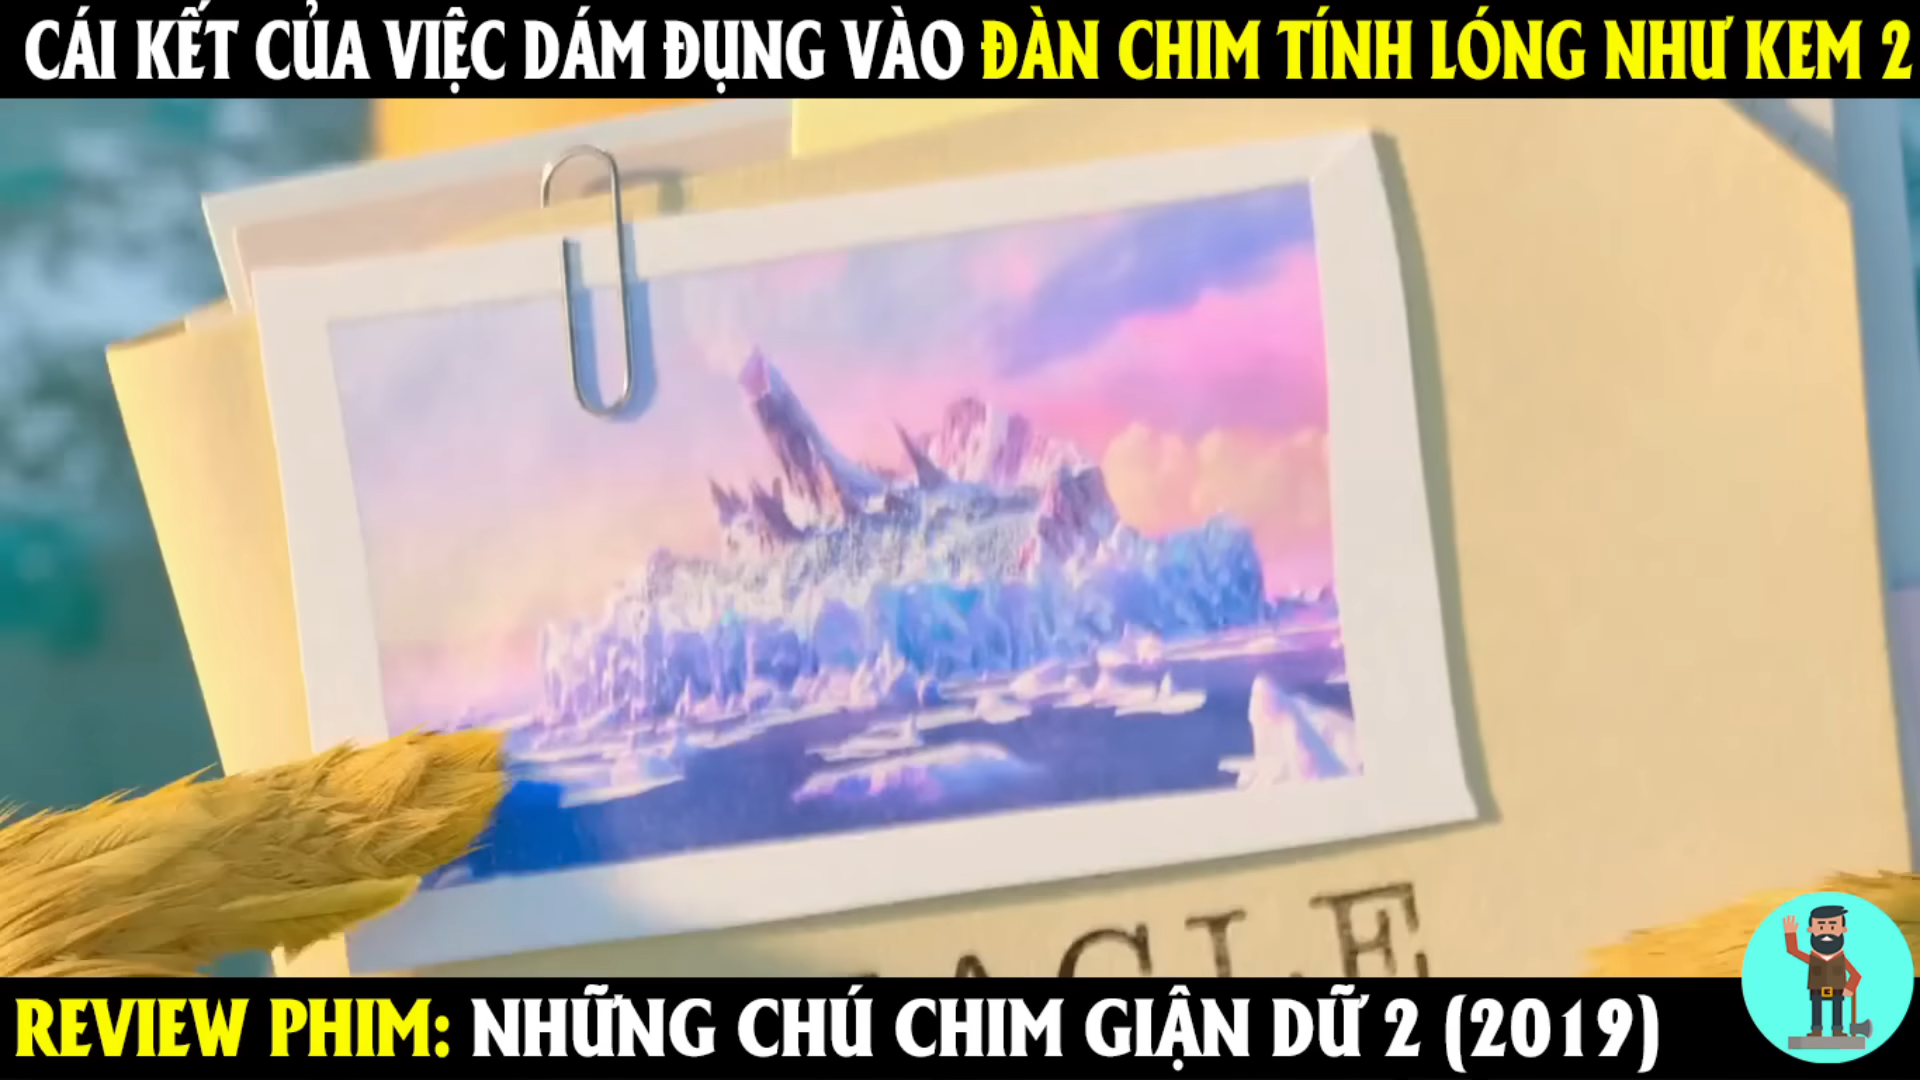 CÁI KẾT CỦA VIỆC DÁM ĐỤNG VÀO ĐÀN CHIM TÍNH LÓNG NHƯ KEM 2
AGLE
REVIEW PHIM: NHỮNG CHÚ CHIM GIẬN DỮ 2 (2019)